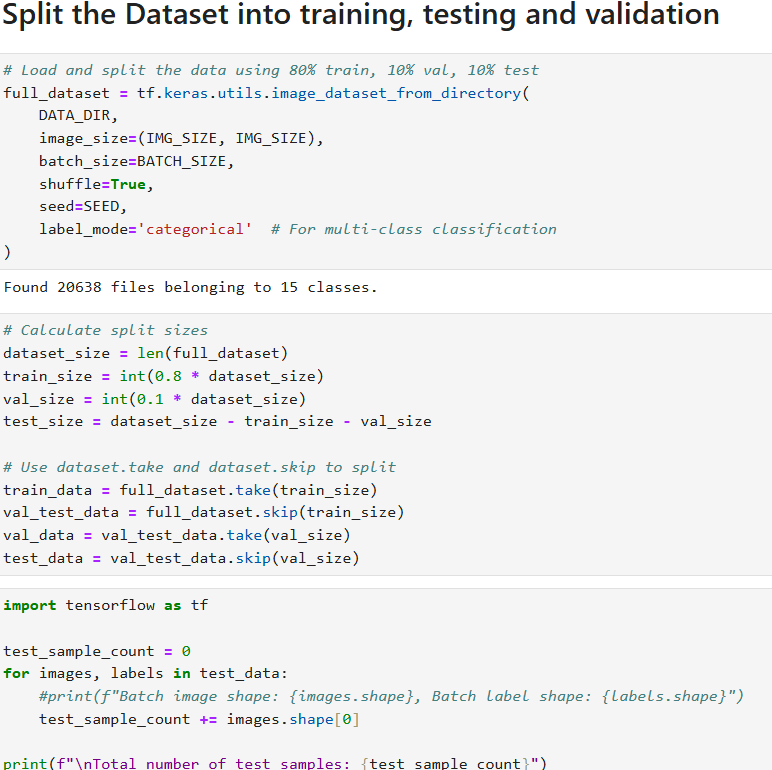 Split the Dataset into training, testing and validation
# Load and split the data using 80% train, 10% val, 10% test
full_dataset = tf.keras.utils.image_dataset_from_directory(
    DATA_DIR,
    image_size=(IMG_SIZE, IMG_SIZE),
    batch_size=BATCH_SIZE,
    shuffle=True,
    seed=SEED,
    label_mode='categorical'  # For multi-class classification
)
Found 20638 files belonging to 15 classes.
# Calculate split sizes
dataset_size = len(full_dataset)
train_size = int(0.8 * dataset_size)
val_size = int(0.1 * dataset_size)
test_size = dataset_size - train_size - val_size
# Use dataset.take and dataset.skip to split
train_data = full_dataset.take(train_size)
val_test_data = full_dataset.skip(train_size)
val_data = val_test_data.take(val_size)
test_data = val_test_data.skip(val_size)
import tensorflow as tf
test_sample_count = 0
for images, labels in test_data:
    #print(f"Batch image shape: {images.shape}, Batch label shape: {labels.shape}")
    test_sample_count += images.shape[0]
print(f"\nTotal number of test samples: {test_sample_count}")